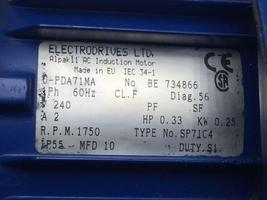 ELECTRODRIVES LTD.
Alpak11 AC Induction Motor
Made in EU IEC 34-1
D-PDA71MA No BE 734866
Ph 60Hz CL.F Diag.56
V 240 PF SF
A 2 HP 0.33 KW 0.25
R.P.M.1750 TYPE No.SP71C4
IP55 MFD 10 DUTY.S1
CE